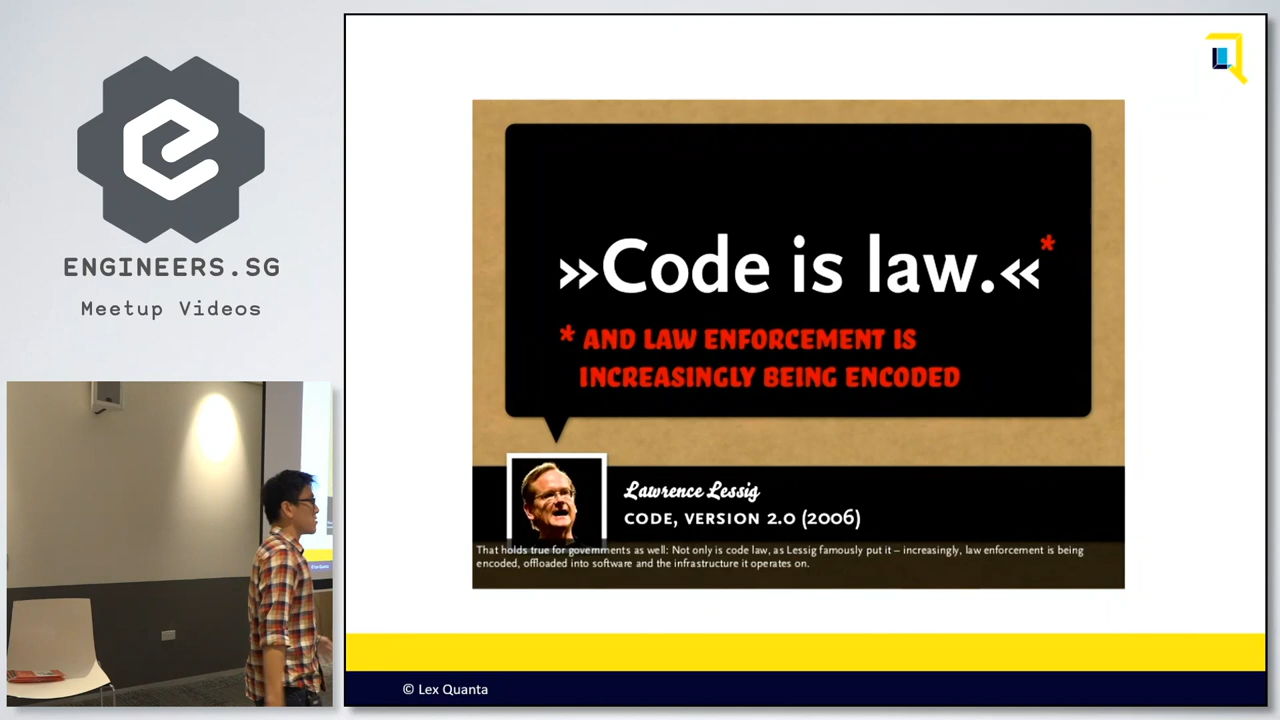 ENGINEERS.SG
Meetup Videos
»Code is law.«*
* AND LAW ENFORCEMENT IS
INCREASINGLY BEING ENCODED
Lawrence Lessig
CODE, VERSION 2.0 (2006)
That holds true for governments as well: Not only is code law, as Lessig famously put it – increasingly, law enforcement is being
encoded, offloaded into software and the infrastructure it operates on.
© Lex Quanta